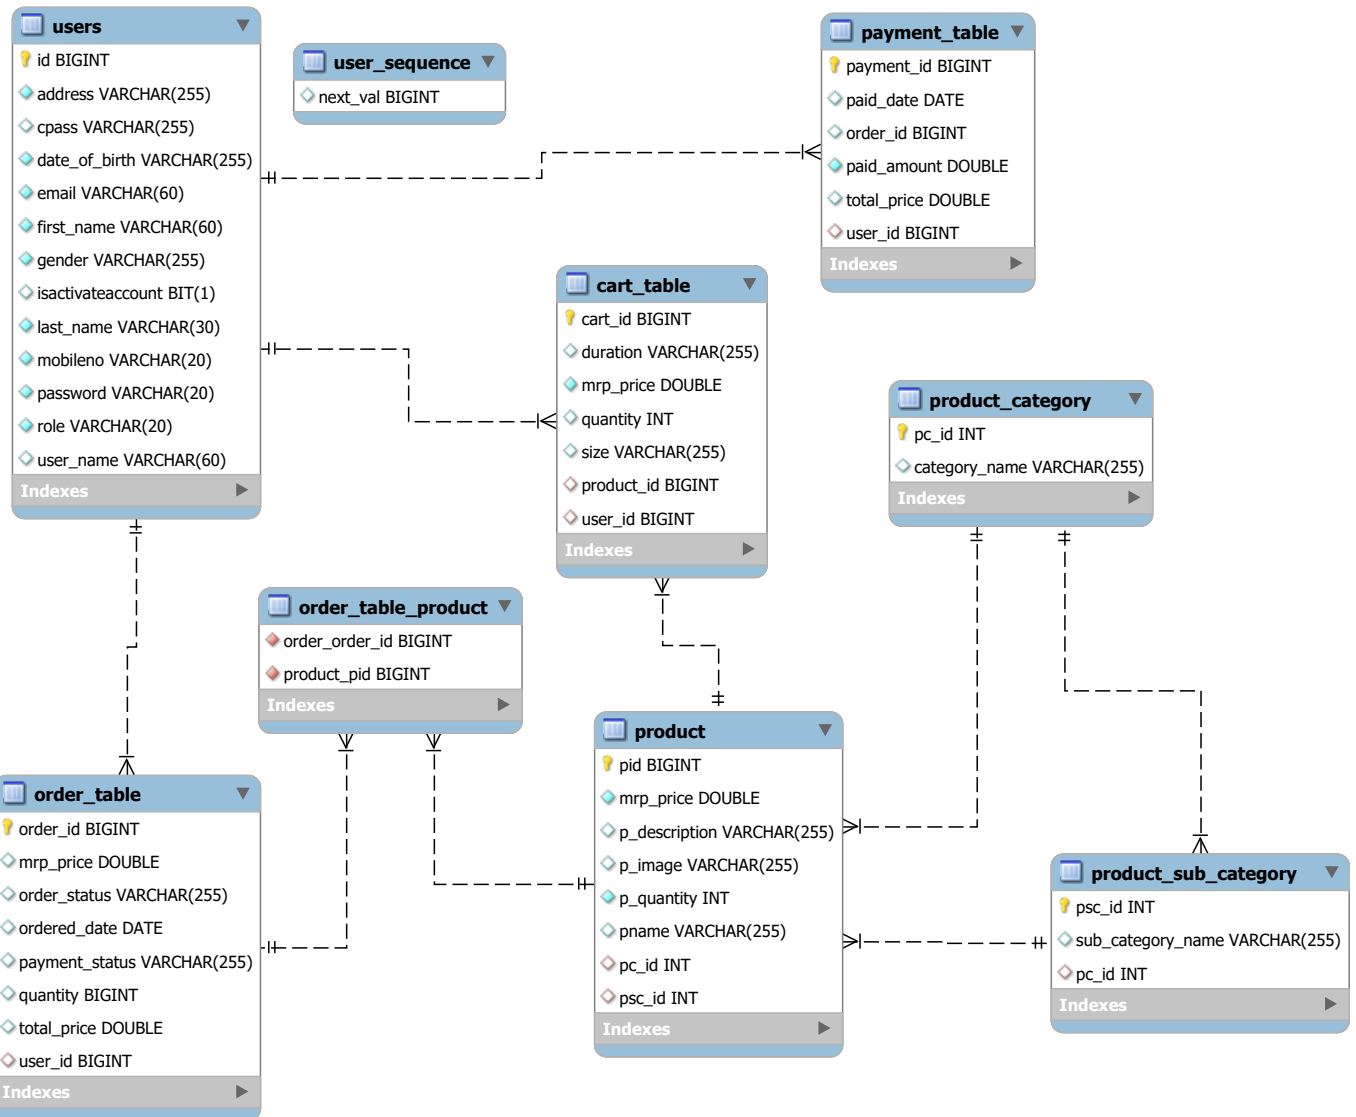 users
id BIGINT
address VARCHAR(255)
cpass VARCHAR(255)
date_of_birth VARCHAR(255)
email VARCHAR(60)
first_name VARCHAR(60)
gender VARCHAR(255)
isactivateaccount BIT(1)
last_name VARCHAR(30)
mobileno VARCHAR(20)
password VARCHAR(20)
role VARCHAR(20)
user_name VARCHAR(60)
Indexes
user_sequence
next_val BIGINT
payment_table
payment_id BIGINT
paid_date DATE
order_id BIGINT
paid_amount DOUBLE
total_price DOUBLE
user_id BIGINT
Indexes
cart_table
cart_id BIGINT
duration VARCHAR(255)
mrp_price DOUBLE
quantity INT
size VARCHAR(255)
product_id BIGINT
user_id BIGINT
Indexes
product_category
pc_id INT
category_name VARCHAR(255)
Indexes
order_table_product
order_order_id BIGINT
product_pid BIGINT
Indexes
product
pid BIGINT
mrp_price DOUBLE
p_description VARCHAR(255)
p_image VARCHAR(255)
p_quantity INT
pname VARCHAR(255)
pc_id INT
psc_id INT
Indexes
order_table
order_id BIGINT
mrp_price DOUBLE
order_status VARCHAR(255)
ordered_date DATE
payment_status VARCHAR(255)
quantity BIGINT
total_price DOUBLE
user_id BIGINT
Indexes
product_sub_category
psc_id INT
sub_category_name VARCHAR(255)
pc_id INT
Indexes